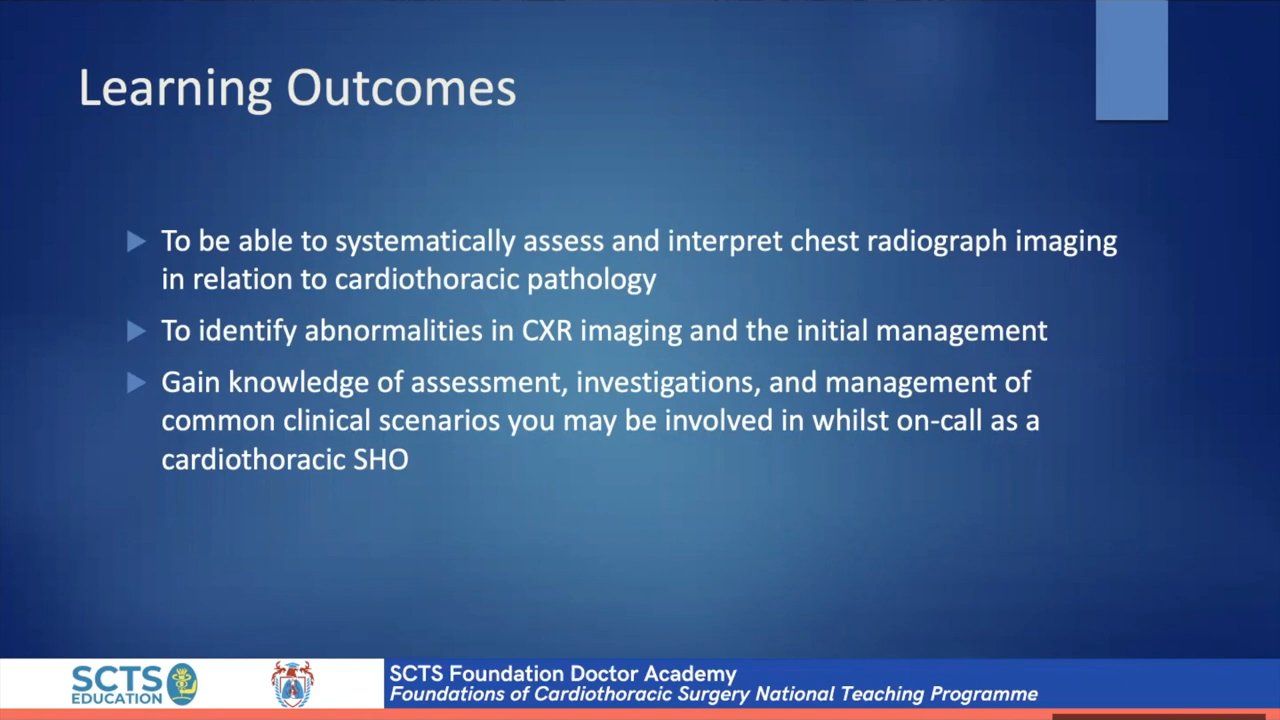 Learning Outcomes
To be able to systematically assess and interpret chest radiograph imaging
in relation to cardiothoracic pathology
To identify abnormalities in CXR imaging and the initial management
Gain knowledge of assessment, investigations, and management of
common clinical scenarios you may be involved in whilst on-call as a
cardiothoracic SHO
SCTS
EDUCATION
SCTS Foundation Doctor Academy
Foundations of Cardiothoracic Surgery National Teaching Programme